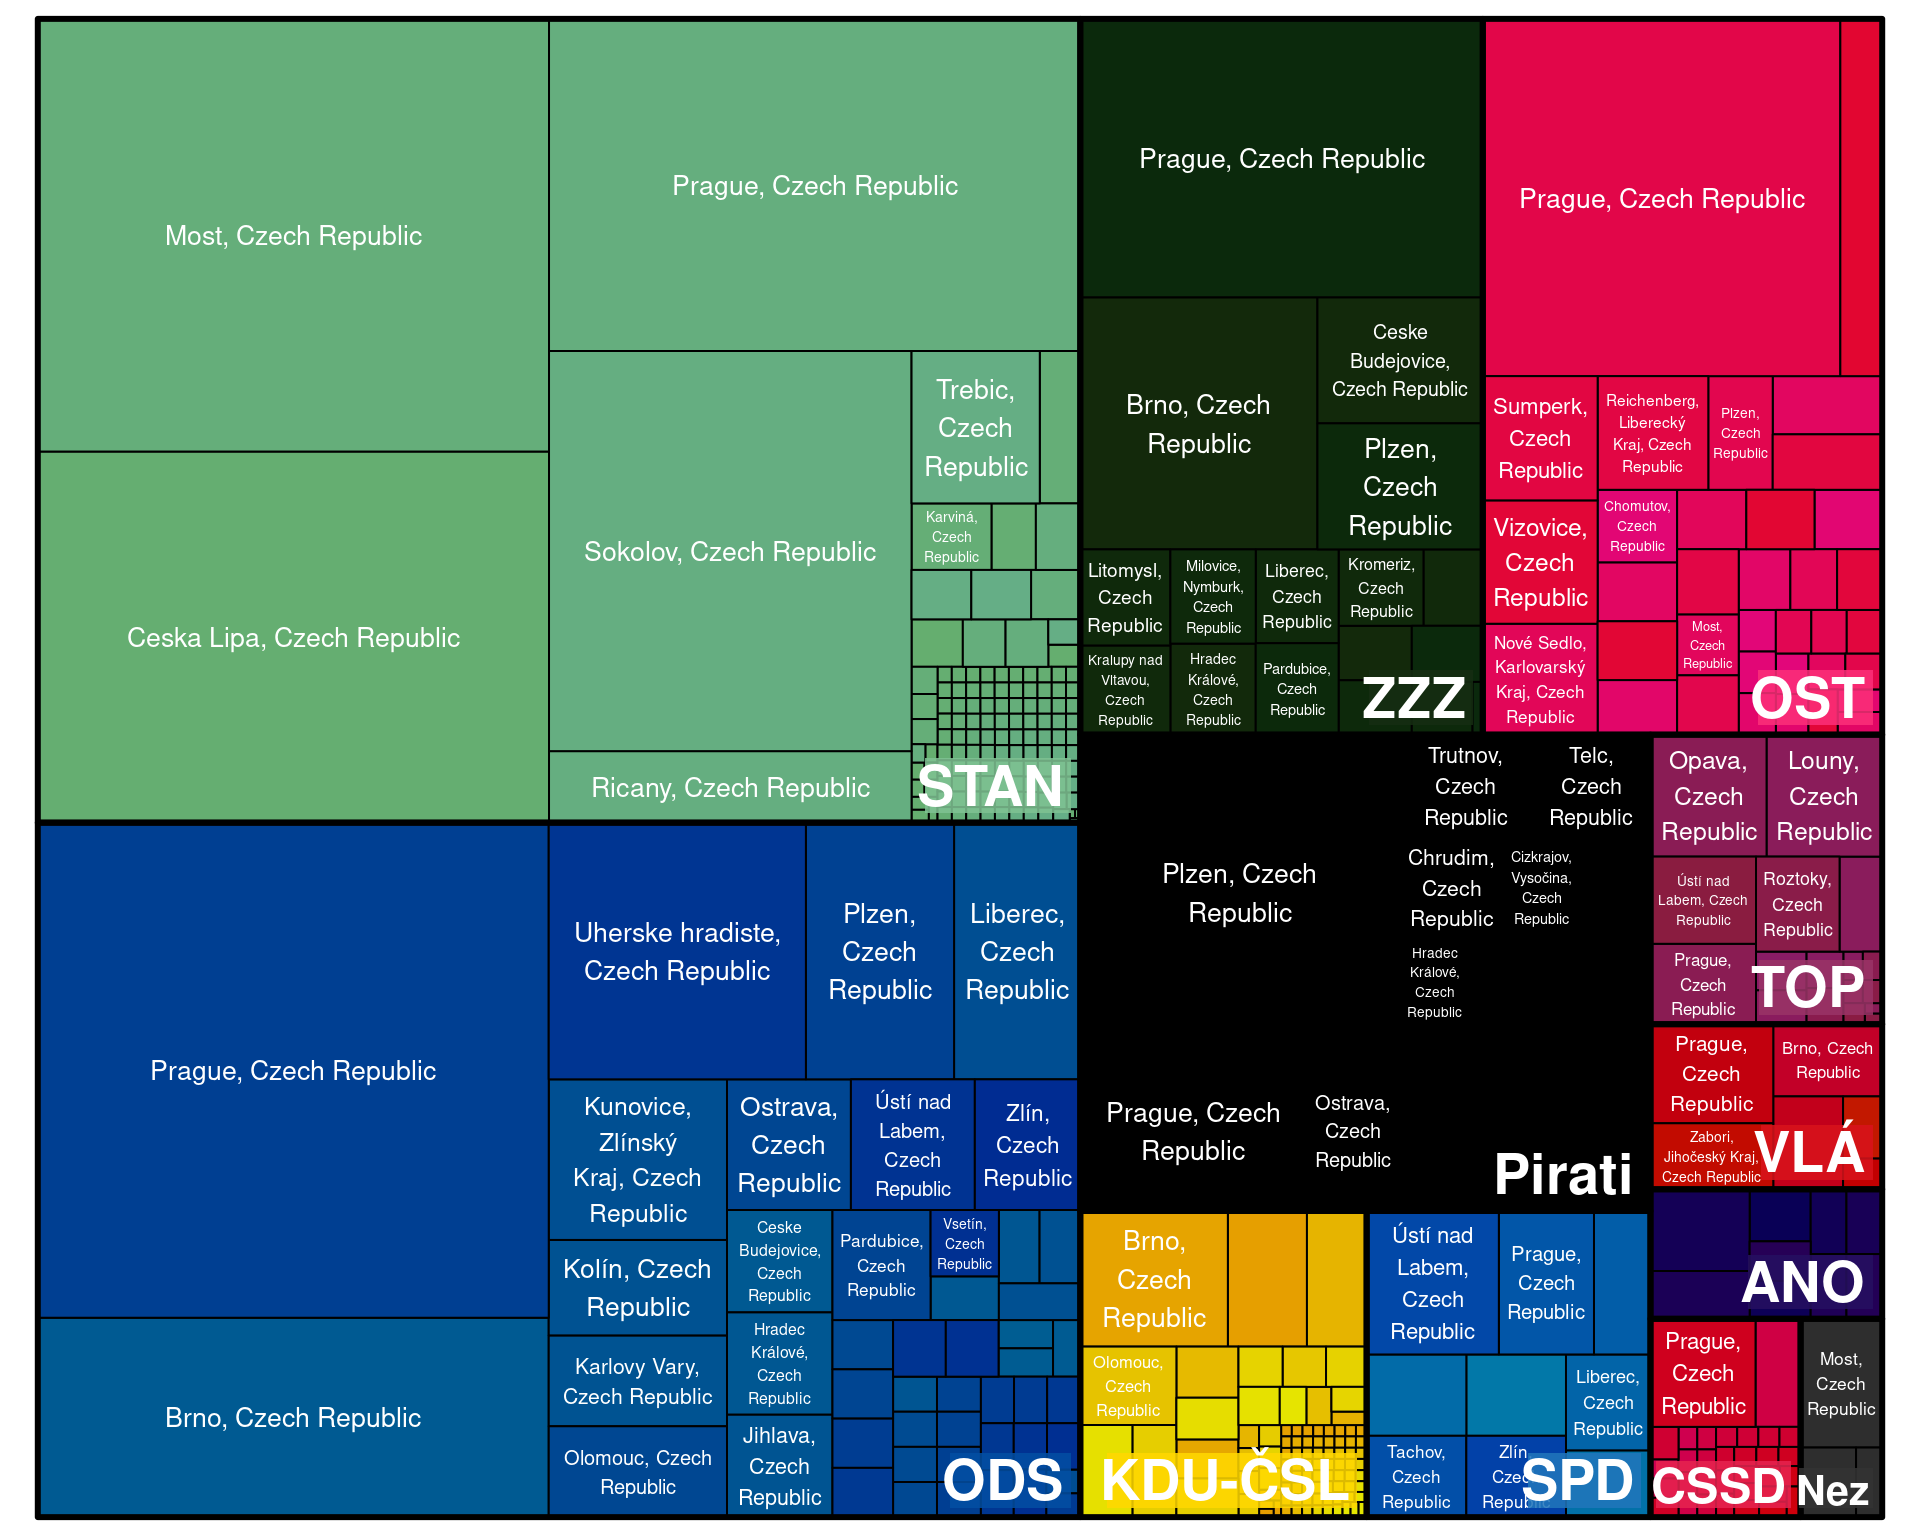 Most, Czech Republic
Ceska Lipa, Czech Republic
Prague, Czech Republic
Sokolov, Czech Republic
Ricany, Czech Republic
Trebic,
Czech
Republic
Karviná,
Czech
Republic
STAN
Prague, Czech Republic
Brno, Czech Republic
Uherske hradiste,
Czech Republic
Plzen,
Czech
Republic
Liberec,
Czech
Republic
Kunovice,
Zlínský
Kraj, Czech
Republic
Kolín, Czech
Republic
Karlovy Vary,
Czech Republic
Olomouc, Czech
Republic
Ostrava,
Czech
Republic
Ústí nad
Labem,
Czech
Republic
Zlín,
Czech
Republic
Ceske
Budejovice,
Czech
Republic
Hradec
Králové,
Czech
Republic
Jihlava,
Czech
Republic
Pardubice,
Czech
Republic
Vsetín,
Czech
Republic
ODS
Prague, Czech Republic
Brno, Czech
Republic
Ceske
Budejovice,
Czech Republic
Plzen,
Czech
Republic
Litomysl,
Czech
Republic
Milovice,
Nymburk,
Czech
Republic
Liberec,
Czech
Republic
Kromeriz,
Czech
Republic
Kralupy nad
Vltavou,
Czech
Republic
Hradec
Králové,
Czech
Republic
Pardubice,
Czech
Republic
ZZZ
Prague, Czech Republic
Sumperk,
Czech
Republic
Reichenberg,
Liberecký
Kraj, Czech
Republic
Plzen,
Czech
Republic
Vizovice,
Czech
Republic
Chomutov,
Czech
Republic
Nové Sedlo,
Karlovarský
Kraj, Czech
Republic
Most,
Czech
Republic
OST
Plzen, Czech
Republic
Prague, Czech
Republic
Ostrava,
Czech
Republic
Trutnov,
Czech
Republic
Telc,
Czech
Republic
Chrudim,
Czech
Republic
Cizkrajov,
Vysočina,
Czech
Republic
Hradec
Králové,
Czech
Republic
Pirati
Opava,
Czech
Republic
Louny,
Czech
Republic
Ústí nad
Labem, Czech
Republic
Roztoky,
Czech
Republic
Prague,
Czech
Republic
TOP
Prague,
Czech
Republic
Brno, Czech
Republic
Zabori,
Jihočeský Kraj,
Czech Republic
VLÁ
ANO
Brno,
Czech
Republic
Olomouc,
Czech
Republic
KDU-ČSL
Ústí nad
Labem,
Czech
Republic
Prague,
Czech
Republic
Liberec,
Czech
Republic
Tachov,
Czech
Republic
Zlín
Czech
Republic
SPD
Prague,
Czech
Republic
CSSD
Most,
Czech
Republic
Nez